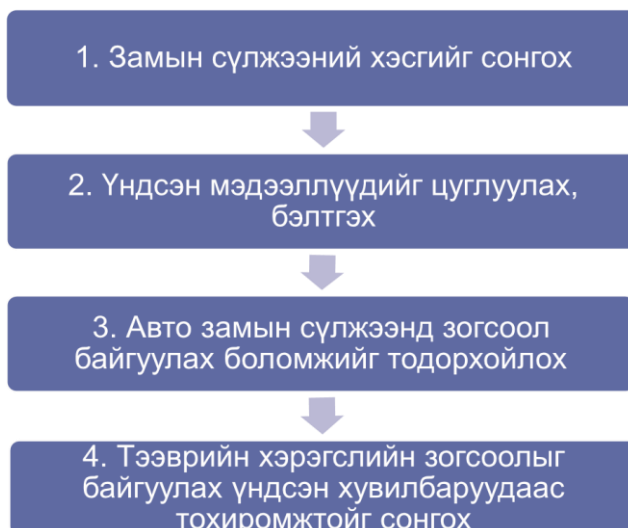 1. Замын сүлжээний хэсгийг сонгох
2. Үндсэн мэдээллүүдийг цуглуулах,
бэлтгэх
3. Авто замын сүлжээнд зогсоол
байгуулах боломжийг тодорхойлох
4. Тээврийн хэрэгслийн зогсоолыг
байгуулах үндсэн хувилбаруудаас
тохиромжтойг сонгох